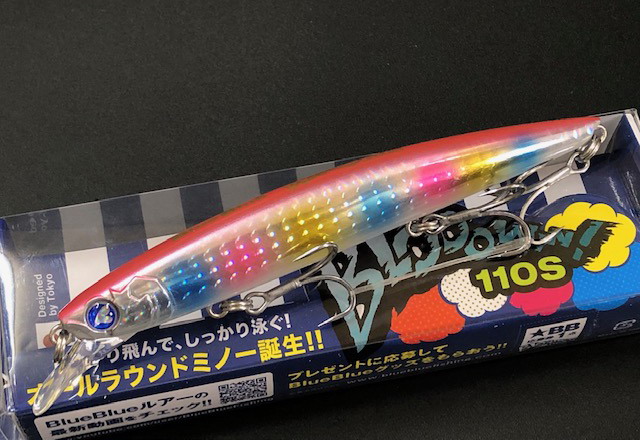 Designed
by Tokyo
110S
飛んで、しっかり泳ぐ!
ールラウンドミノー誕生!!
BlueBlueルアーの
最新動画をチェック!!
プレゼントに応募して
BlueBlueグッズをもらおう!!
★BB